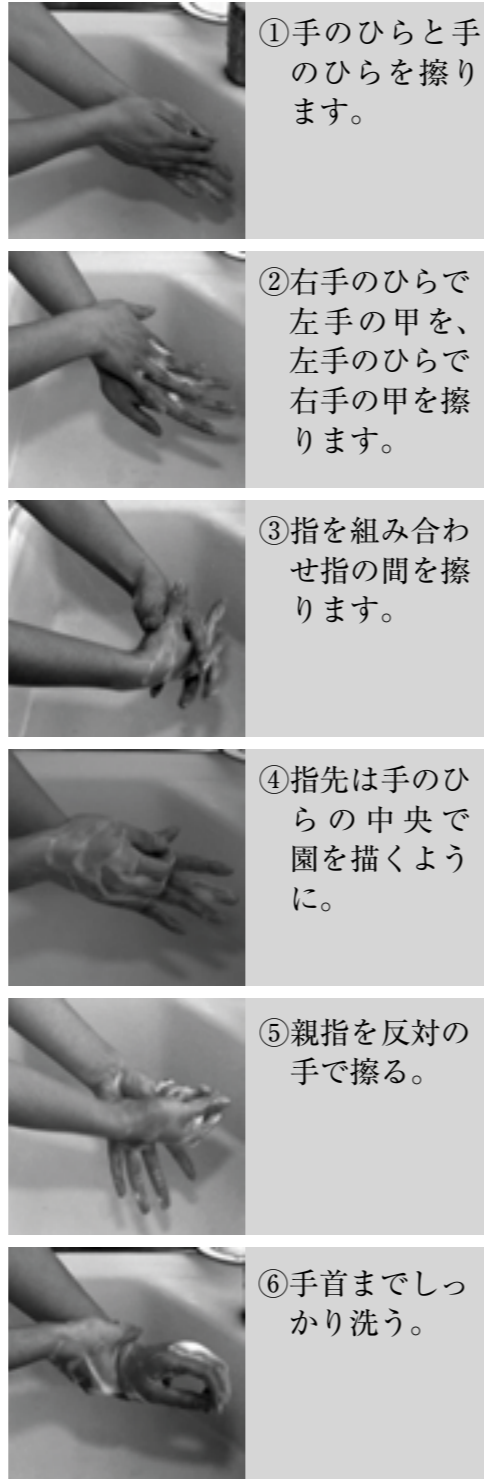 ①手のひらと手
のひらを擦り
ます。
②右手のひらで
左手の甲を、
左手のひらで
右手の甲を擦
ります。
③指を組み合わ
せ指の間を擦
ります。
④指先は手のひ
らの中央で
園を描くよう
に。
⑤親指を反対の
手で擦る。
⑥手首までしっ
かり洗う。